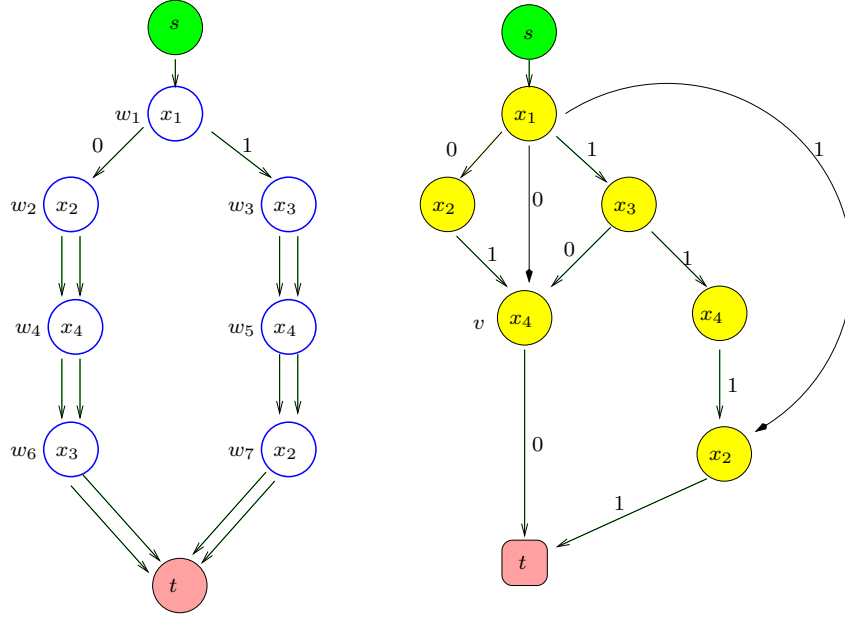 s
w₁ x₁
0 1
w₂ x₂ w₃ x₃
w₄ x₄ w₅ x₄
w₆ x₃ w₇ x₂
t
s
x₁
0 1 1
x₂ 0 x₃
1 0 1
v x₄ x₄
1
0 x₂
1
t